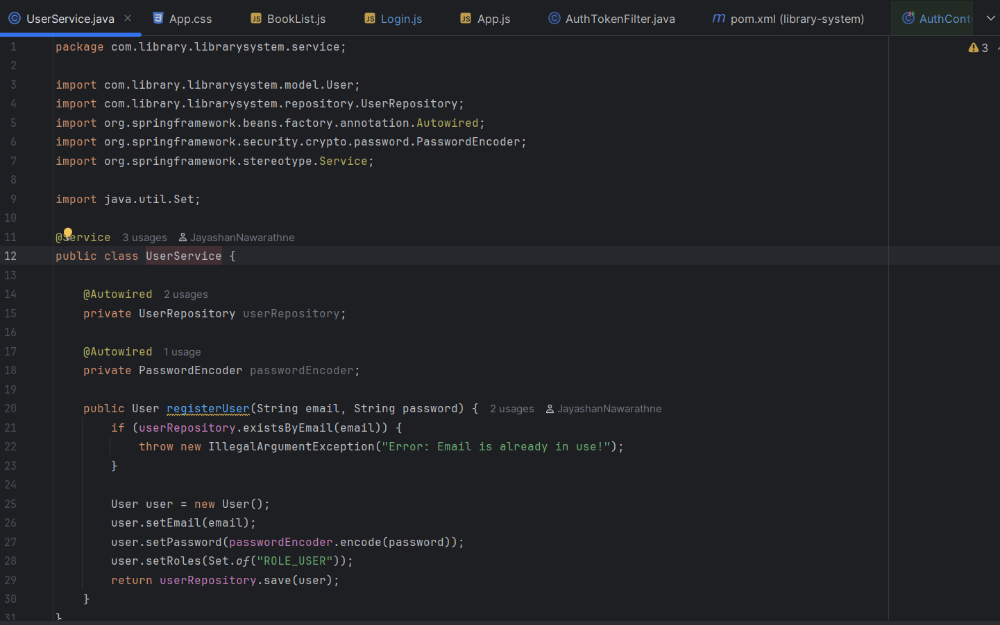 UserService.java App.css BookList.js Login.js App.js AuthTokenFilter.java pom.xml (library-system) AuthCont
3
1 package com.library.librarysystem.service;
2
3 import com.library.librarysystem.model.User;
4 import com.library.librarysystem.repository.UserRepository;
5 import org.springframework.beans.factory.annotation.Autowired;
6 import org.springframework.security.crypto.password.PasswordEncoder;
7 import org.springframework.stereotype.Service;
8
9 import java.util.Set;
10
11 @Service 3 usages JayashanNawarathne
12 public class UserService {
13
14 @Autowired 2 usages
15 private UserRepository userRepository;
16
17 @Autowired 1 usage
18 private PasswordEncoder passwordEncoder;
19
20 public User registerUser(String email, String password) { 2 usages JayashanNawarathne
21 if (userRepository.existsByEmail(email)) {
22 throw new IllegalArgumentException("Error: Email is already in use!");
23 }
24
25 User user = new User();
26 user.setEmail(email);
27 user.setPassword(passwordEncoder.encode(password));
28 user.setRoles(Set.of("ROLE_USER"));
29 return userRepository.save(user);
30 }
31 }